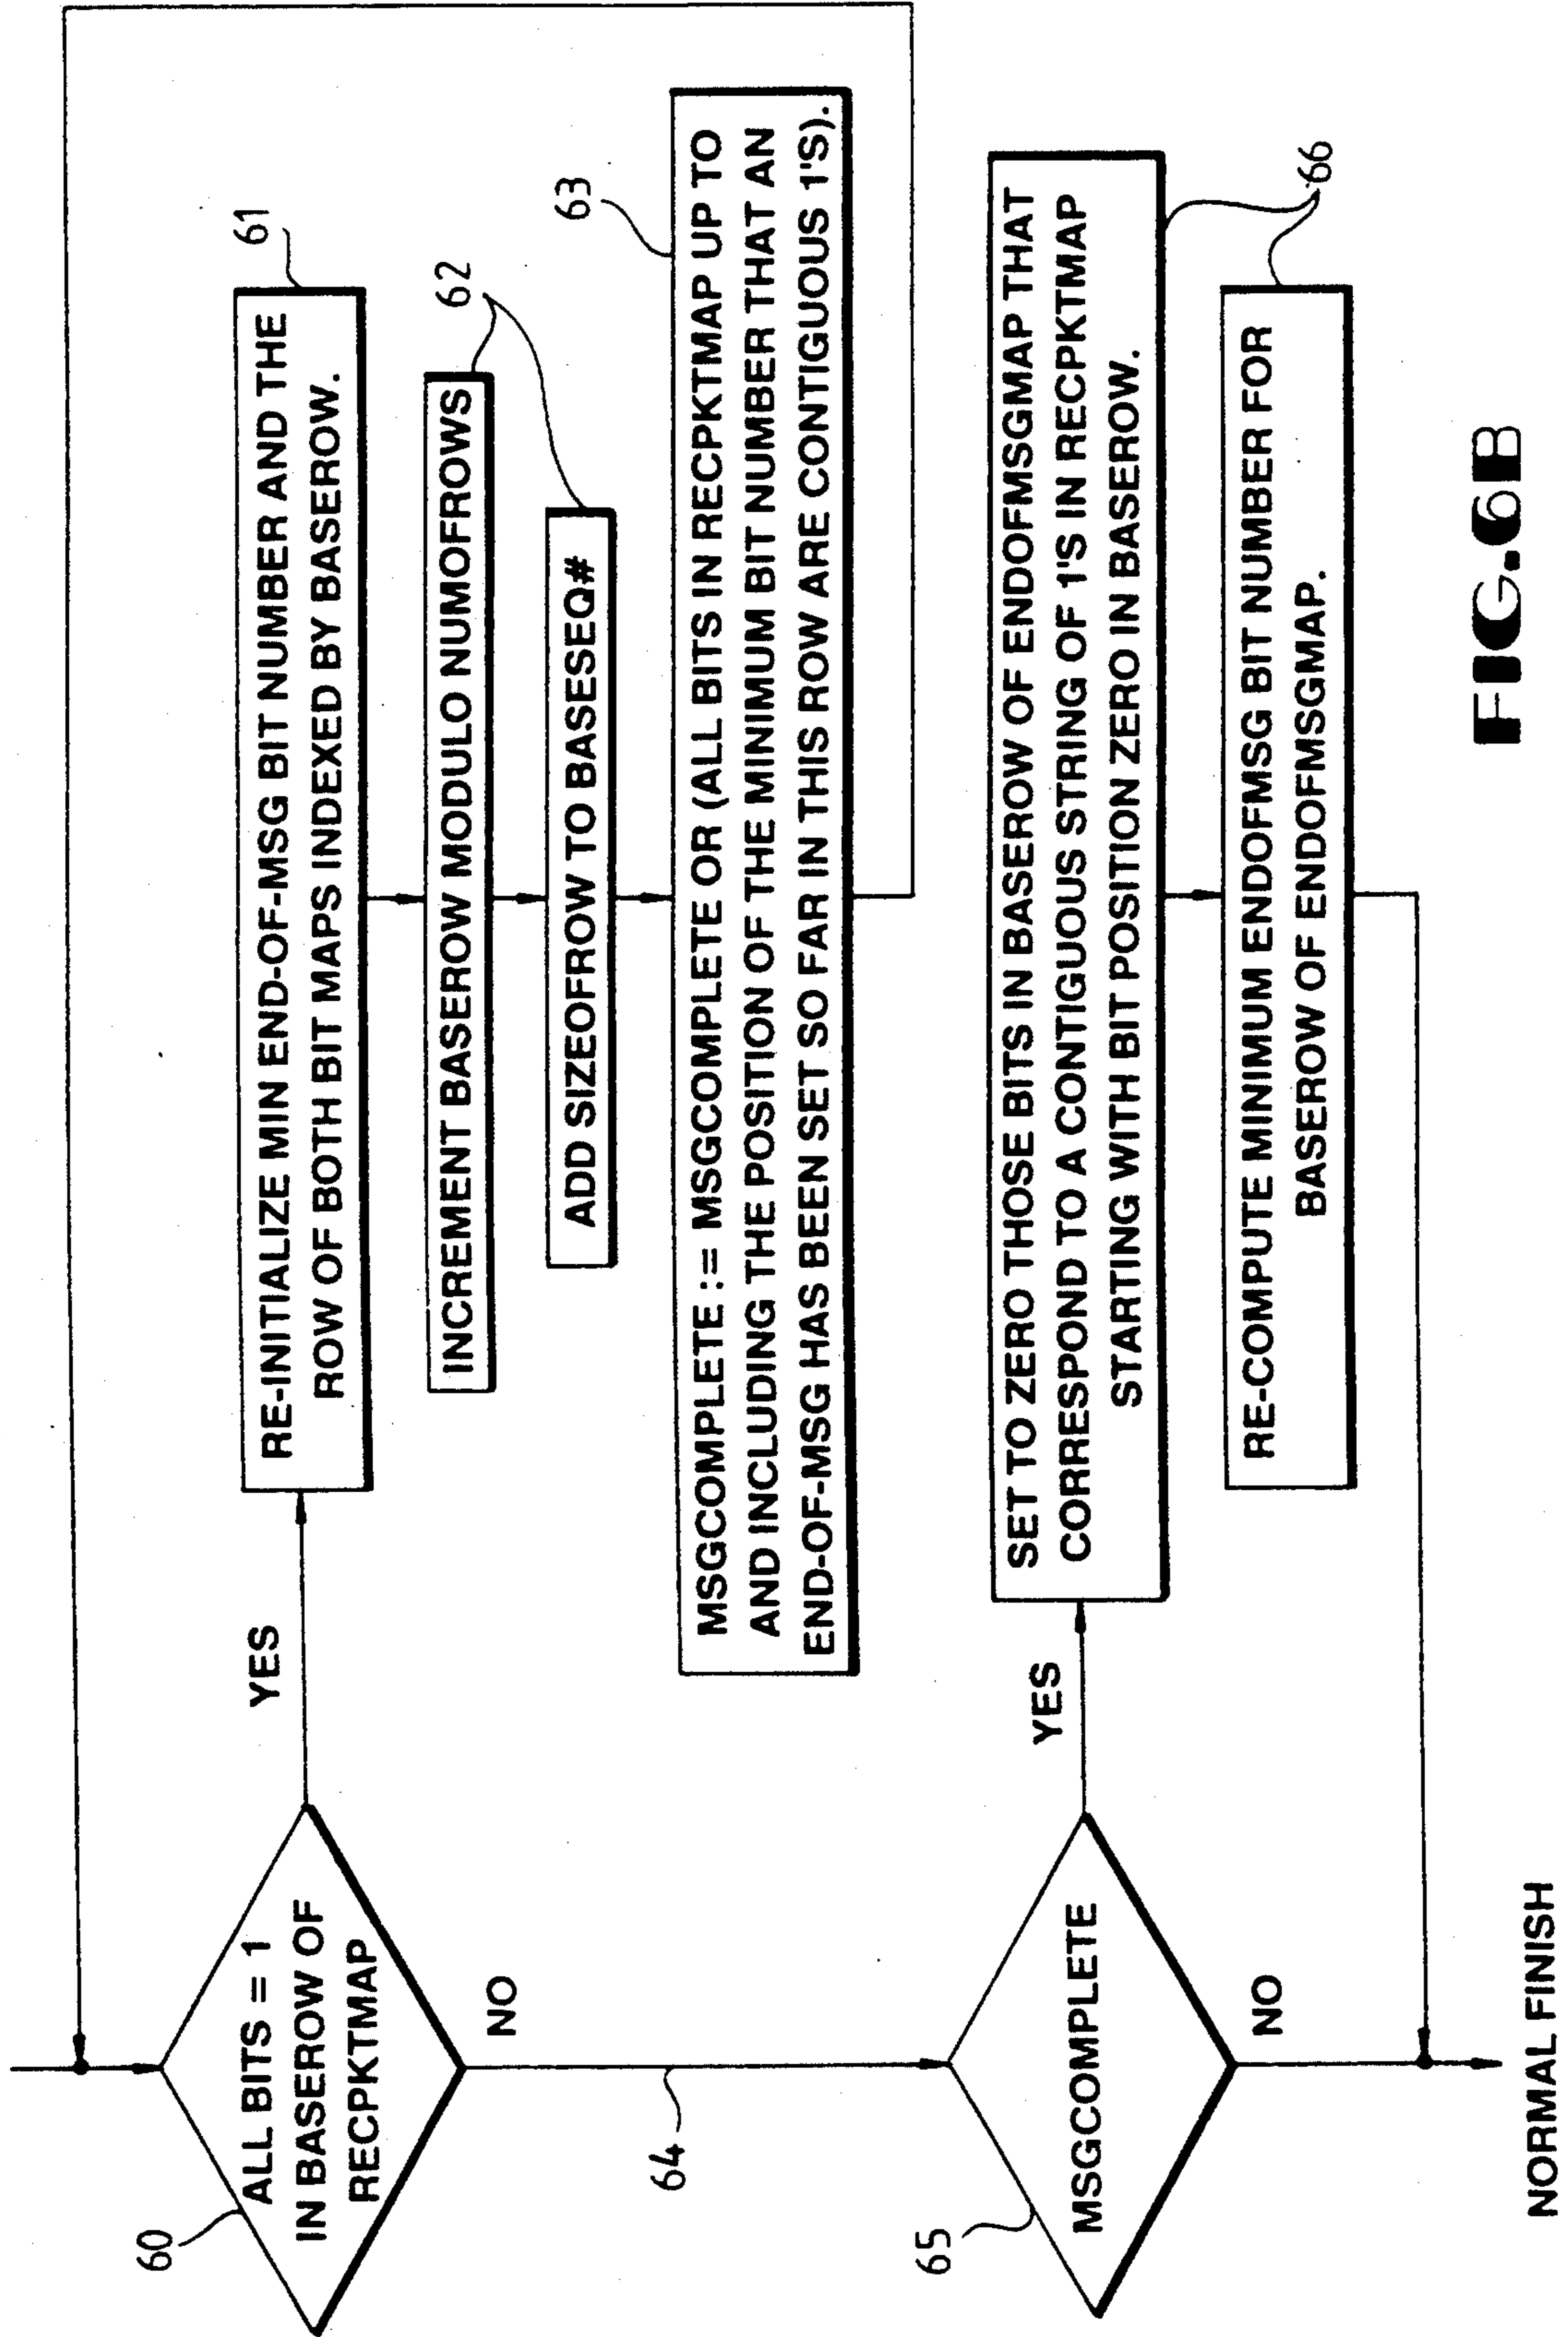 60
ALL BITS = 1
IN BASEROW OF
RECPKTMAP
YES
NO
61
RE-INITIALIZE MIN END-OF-MSG BIT NUMBER AND THE
ROW OF BOTH BIT MAPS INDEXED BY BASEROW.
62
INCREMENT BASEROW MODULO NUMOFROWS
ADD SIZEOFROW TO BASESEQ#
63
MSGCOMPLETE := MSGCOMPLETE OR (ALL BITS IN RECPKTMAP UP TO
AND INCLUDING THE POSITION OF THE MINIMUM BIT NUMBER THAT AN
END-OF-MSG HAS BEEN SET SO FAR IN THIS ROW ARE CONTIGUOUS 1'S).
64
65
MSGCOMPLETE
YES
NO
66
SET TO ZERO THOSE BITS IN BASEROW OF ENDOFMSGMAP THAT
CORRESPOND TO A CONTIGUOUS STRING OF 1'S IN RECPKTMAP
STARTING WITH BIT POSITION ZERO IN BASEROW.
RE-COMPUTE MINIMUM ENDOFMSG BIT NUMBER FOR
BASEROW OF ENDOFMSGMAP.
NORMAL FINISH
FIG.6B